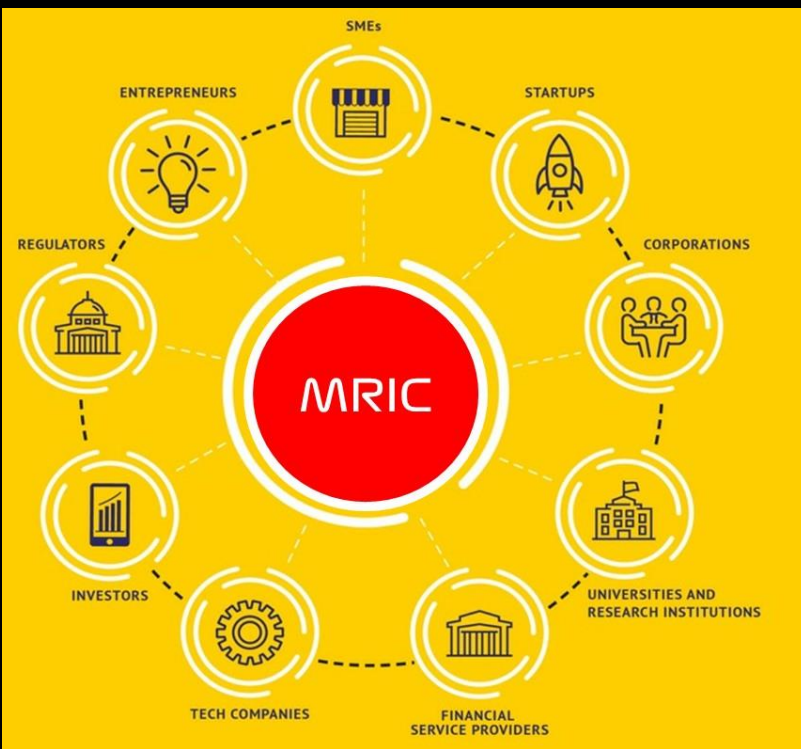 SMEs
ENTREPRENEURS
STARTUPS
REGULATORS
CORPORATIONS
MRIC
INVESTORS
UNIVERSITIES AND
RESEARCH INSTITUTIONS
TECH COMPANIES
FINANCIAL
SERVICE PROVIDERS